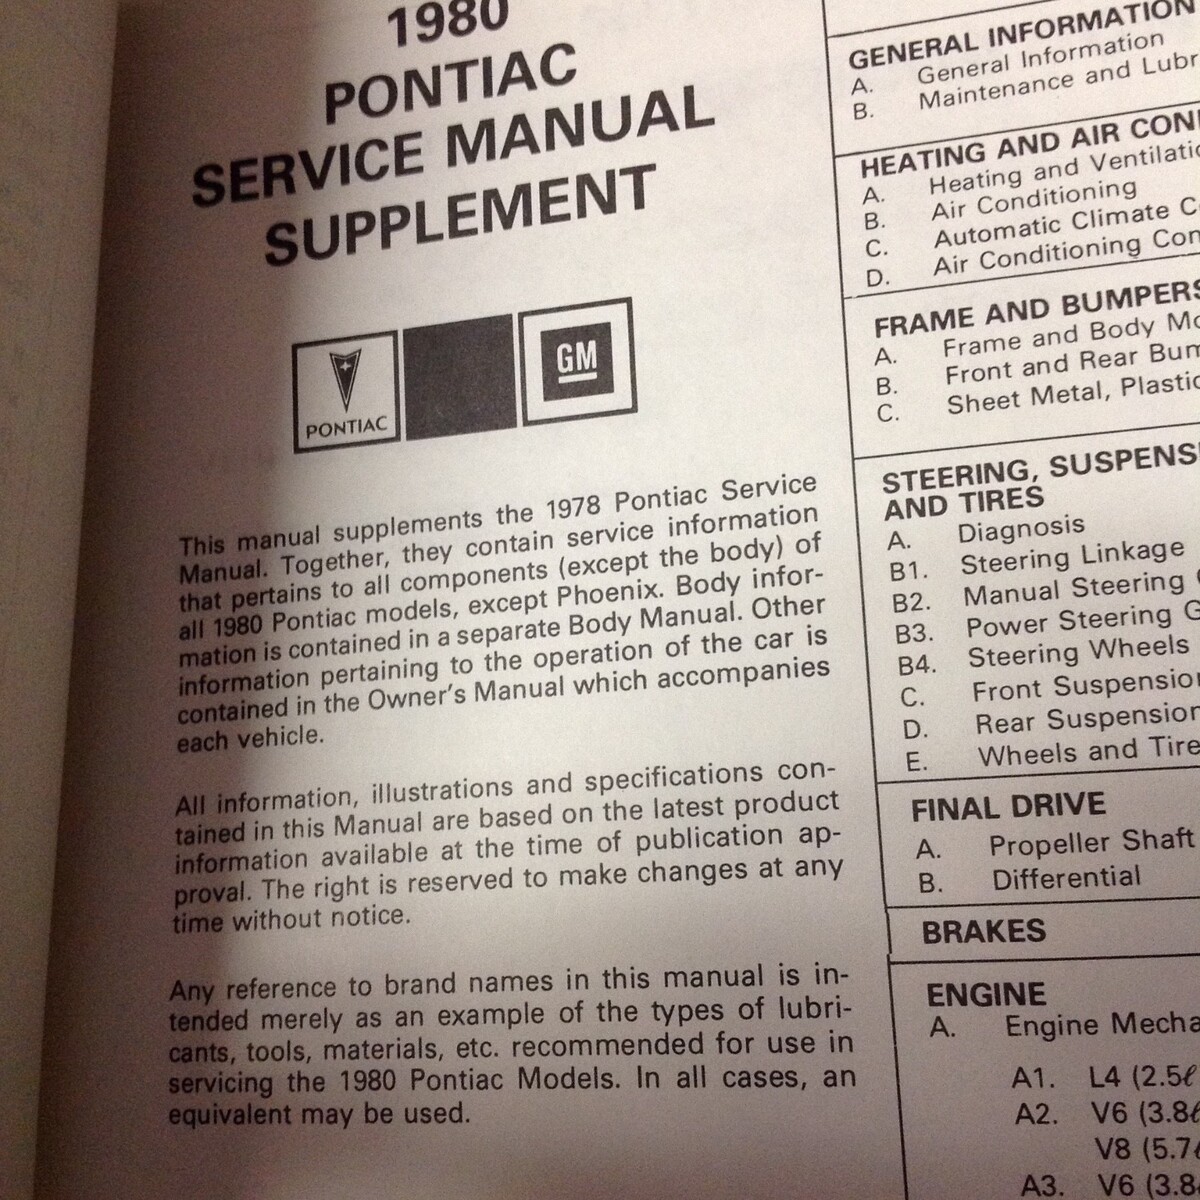 1980
PONTIAC
SERVICE MANUAL
SUPPLEMENT
PONTIAC
GM
This manual supplements the 1978 Pontiac Service
Manual. Together, they contain service information
that pertains to all components (except the body) of
all 1980 Pontiac models, except Phoenix. Body infor-
mation is contained in a separate Body Manual. Other
information pertaining to the operation of the car is
contained in the Owner's Manual which accompanies
each vehicle.
All information, illustrations and specifications con-
tained in this Manual are based on the latest product
information available at the time of publication ap-
proval. The right is reserved to make changes at any
time without notice.
Any reference to brand names in this manual is in-
tended merely as an example of the types of lubri-
cants, tools, materials, etc. recommended for use in
servicing the 1980 Pontiac Models. In all cases, an
equivalent may be used.
GENERAL INFORMATION
A. General Information
B. Maintenance and Lubr
HEATING AND AIR CON
A. Heating and Ventilatio
B. Air Conditioning
C. Automatic Climate C
D. Air Conditioning Con
FRAME AND BUMPERS
A. Frame and Body Mo
B. Front and Rear Bum
C. Sheet Metal, Plastic
STEERING, SUSPENS
AND TIRES
A. Diagnosis
B1. Steering Linkage
B2. Manual Steering
B3. Power Steering G
B4. Steering Wheels
C. Front Suspension
D. Rear Suspension
E. Wheels and Tire
FINAL DRIVE
A. Propeller Shaft
B. Differential
BRAKES
ENGINE
A. Engine Mecha
A1. L4 (2.5ℓ
A2. V6 (3.8ℓ
V8 (5.7ℓ
A3. V6 (3.8